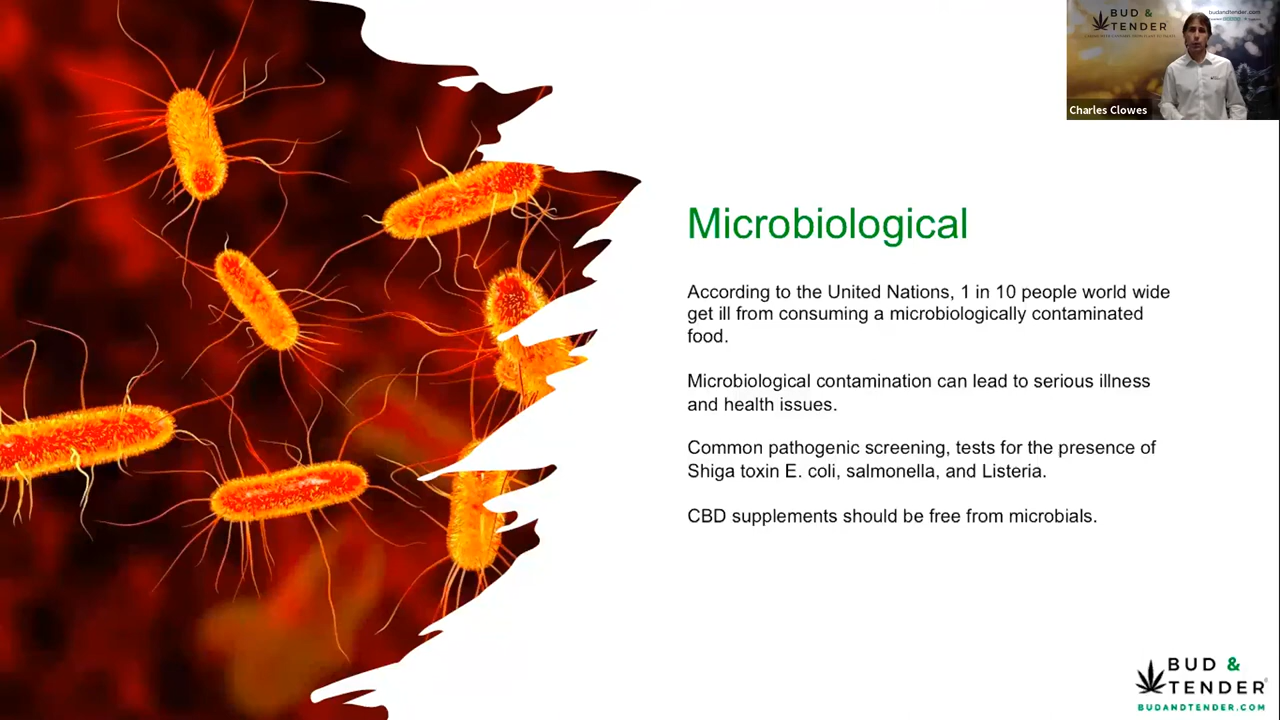 BUD &
TENDER
budandtender.com
Charles Clowes
Microbiological
According to the United Nations, 1 in 10 people world wide
get ill from consuming a microbiologically contaminated
food.
Microbiological contamination can lead to serious illness
and health issues.
Common pathogenic screening, tests for the presence of
Shiga toxin E. coli, salmonella, and Listeria.
CBD supplements should be free from microbials.
BUD &
TENDER
BUDANDTENDER.COM